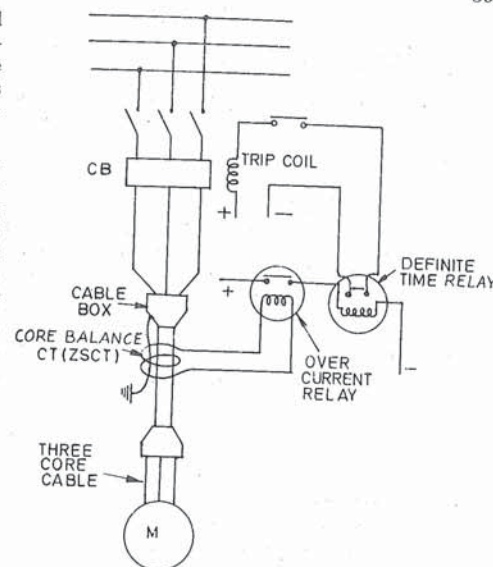 TRIP COIL
CB
+
−
DEFINITE
TIME RELAY
+
CABLE
BOX
CORE BALANCE
CT (ZSCT)
OVER
CURRENT
RELAY
−
THREE
CORE
CABLE
M